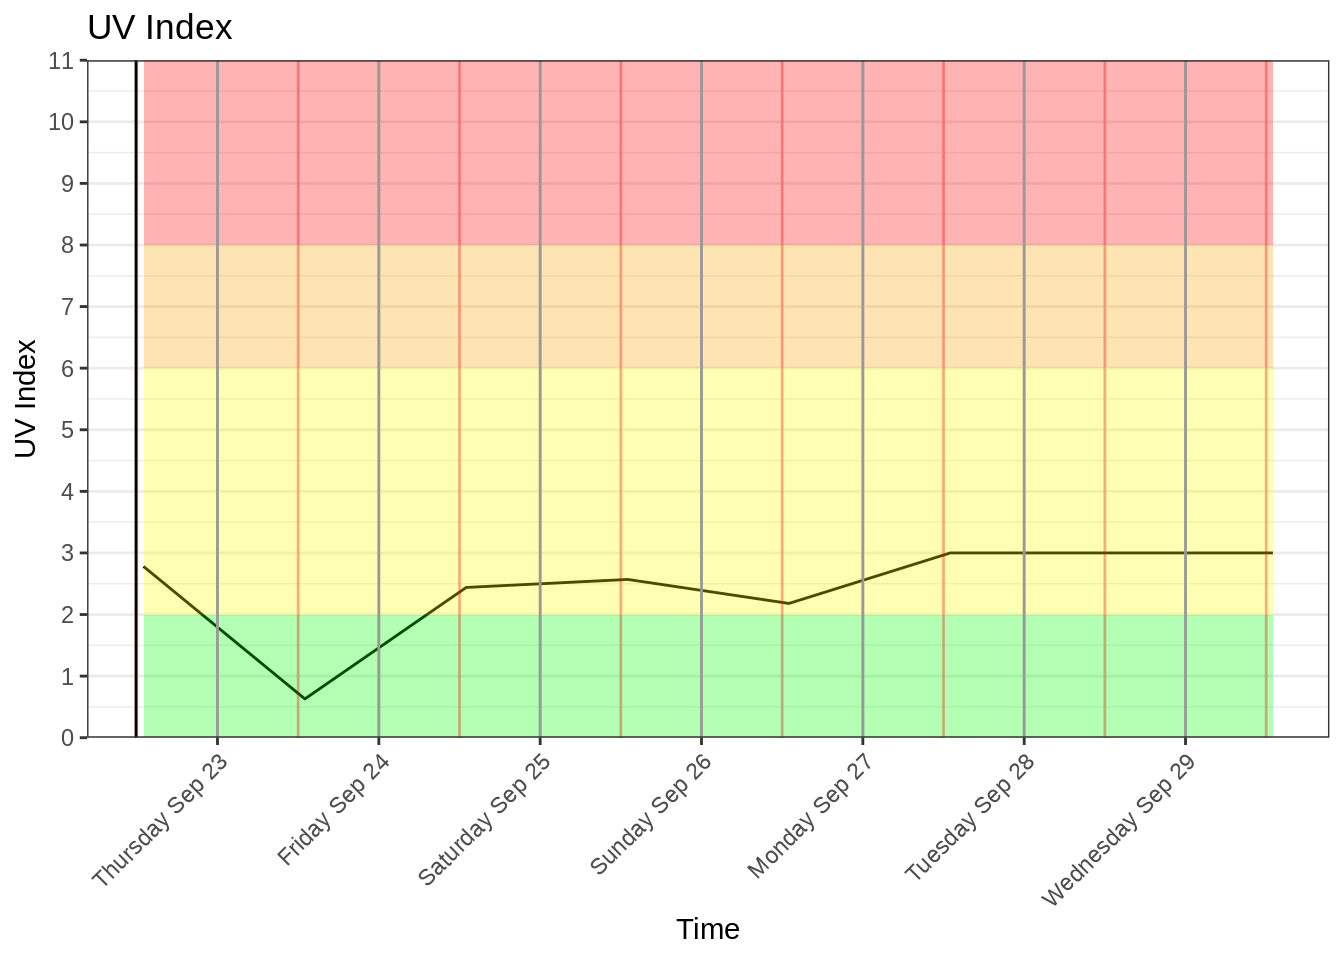 UV Index
11
10
9
8
7
6
5
4
3
2
1
0
UV Index
Thursday Sep 23
Friday Sep 24
Saturday Sep 25
Sunday Sep 26
Monday Sep 27
Tuesday Sep 28
Wednesday Sep 29
Time